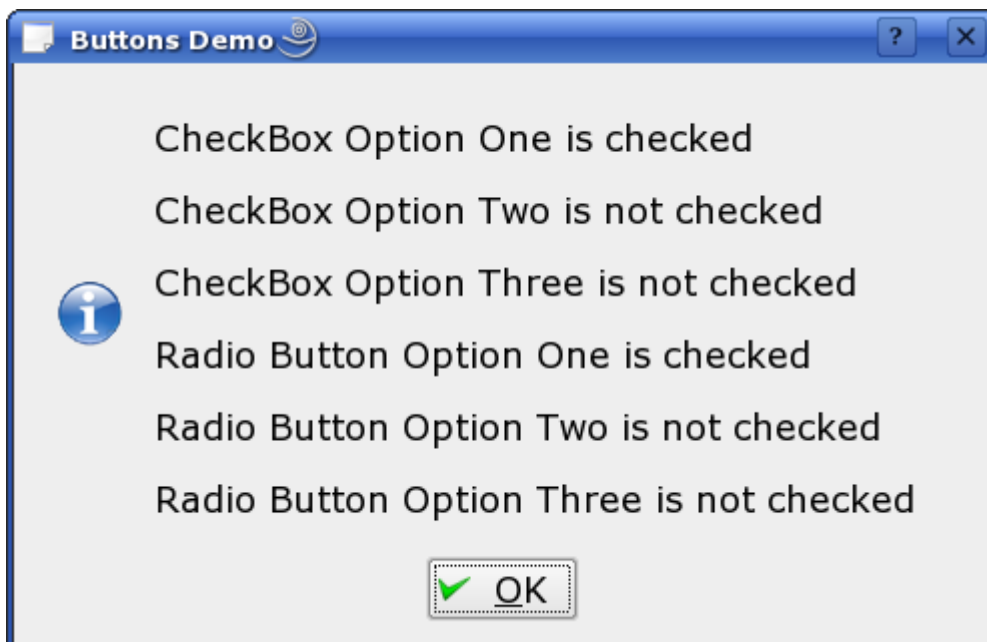 Buttons Demo
CheckBox Option One is checked
CheckBox Option Two is not checked
CheckBox Option Three is not checked
Radio Button Option One is checked
Radio Button Option Two is not checked
Radio Button Option Three is not checked
OK